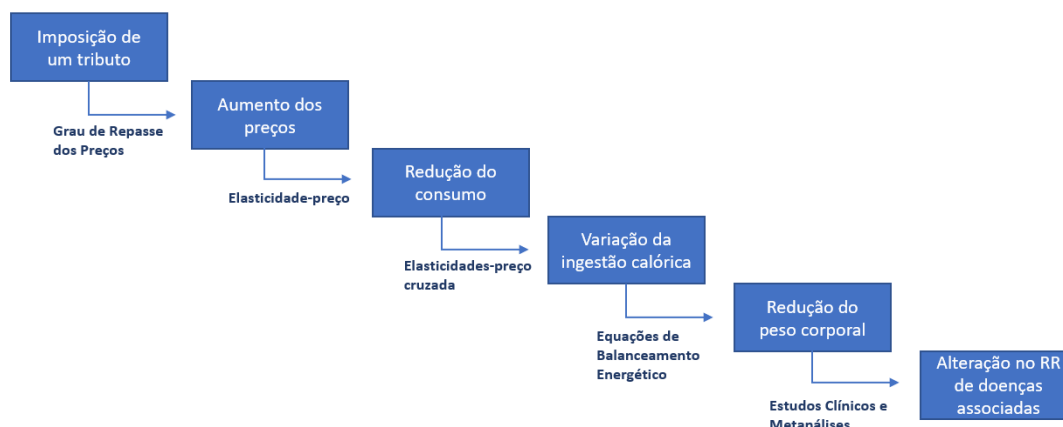 Imposição de
um tributo
Grau de Repasse
dos Preços
Aumento dos
preços
Elasticidade-preço
Redução do
consumo
Elasticidades-preço
cruzada
Variação da
ingestão calórica
Equações de
Balanceamento
Energético
Redução do
peso corporal
Estudos Clínicos e
Metanálises
Alteração no RR
de doenças
associadas